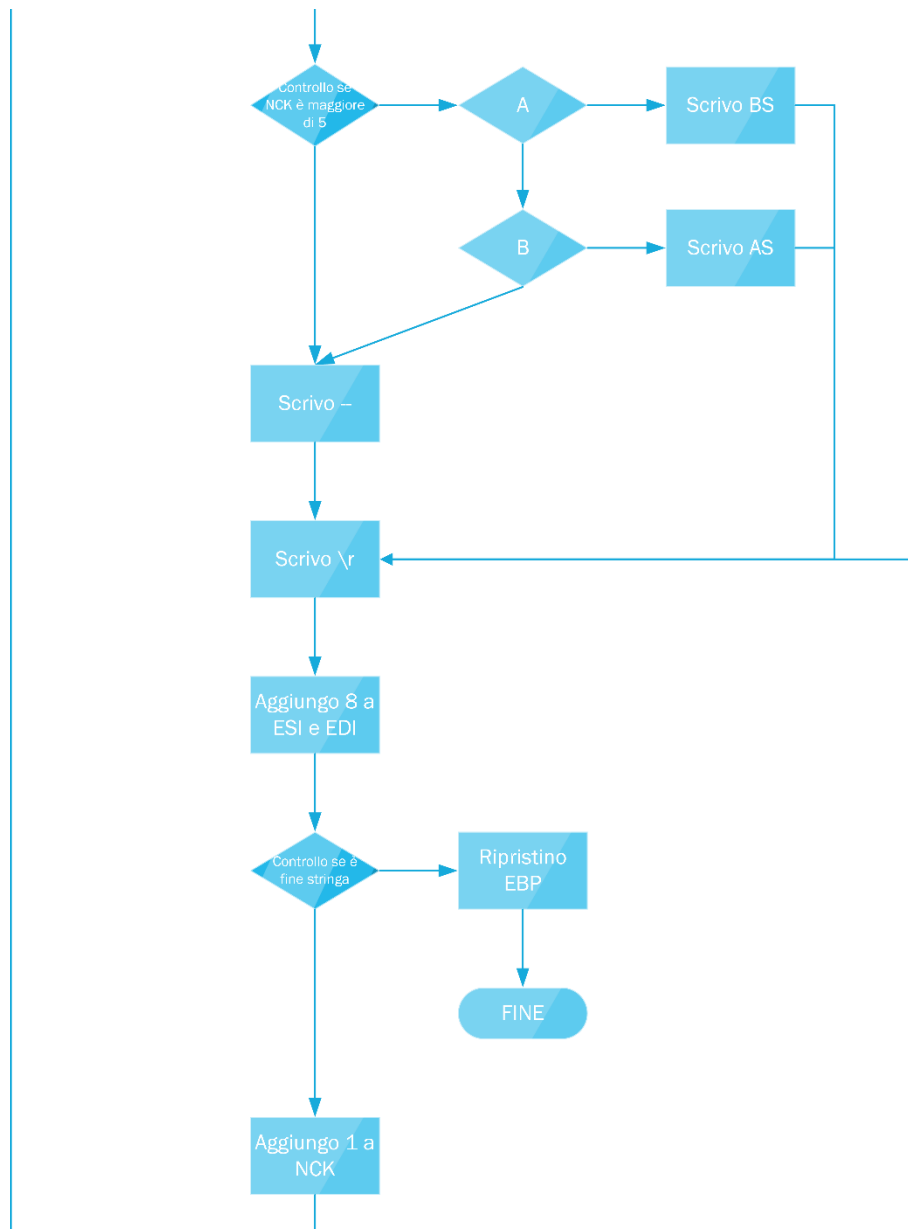 Controllo se
NCK è maggiore
di 5
A
Scrivo BS
B
Scrivo AS
Scrivo –
Scrivo \r
Aggiungo 8 a
ESI e EDI
Controllo se è
fine stringa
Ripristino
EBP
FINE
Aggiungo 1 a
NCK